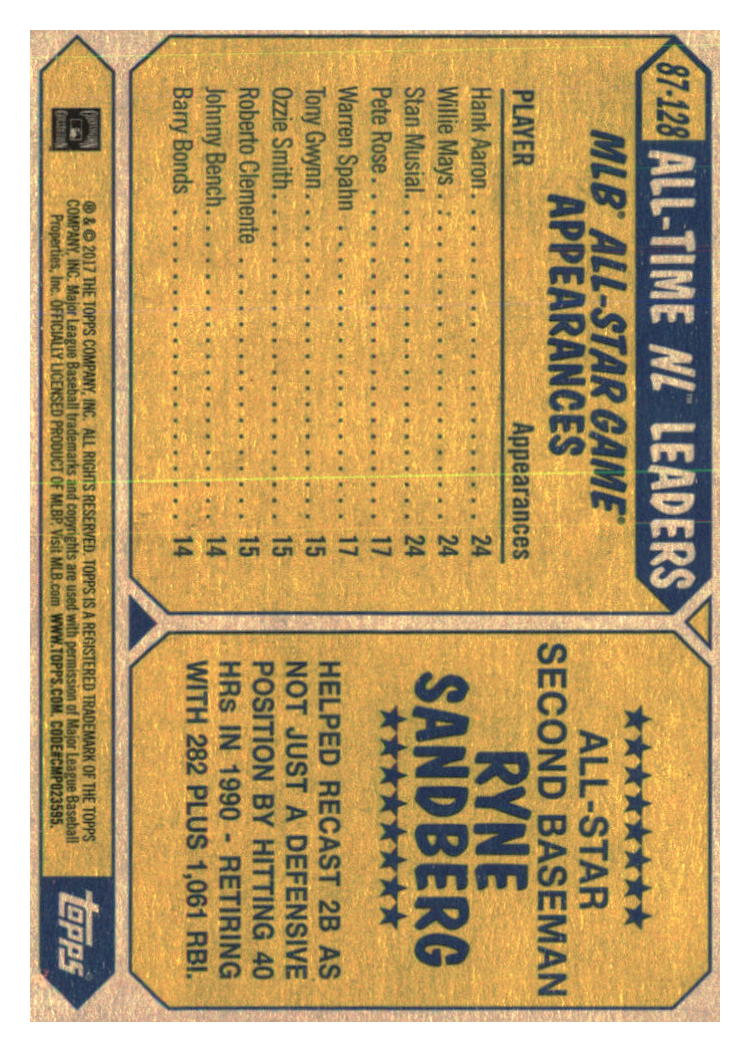 87-128
ALL-TIME NL™ LEADERS
MLB® ALL-STAR GAME®
APPEARANCES
PLAYER Appearances
Hank Aaron 24
Willie Mays 24
Stan Musial 24
Pete Rose 17
Warren Spahn 17
Tony Gwynn 15
Ozzie Smith 15
Roberto Clemente 15
Johnny Bench 14
Barry Bonds 14
ALL-STAR
SECOND BASEMAN
RYNE
SANDBERG
HELPED RECAST 2B AS
NOT JUST A DEFENSIVE
POSITION BY HITTING 40
HRs IN 1990 - RETIRING
WITH 282 PLUS 1,061 RBI.
® & © 2017 THE TOPPS COMPANY, INC. ALL RIGHTS RESERVED. TOPPS IS A REGISTERED TRADEMARK OF THE TOPPS
COMPANY, INC. Major League Baseball trademarks and copyrights are used with permission of Major League Baseball
Properties, Inc. OFFICIALLY LICENSED PRODUCT OF MLBP. Visit MLB.com WWW.TOPPS.COM CODE#CMP023595.
topps